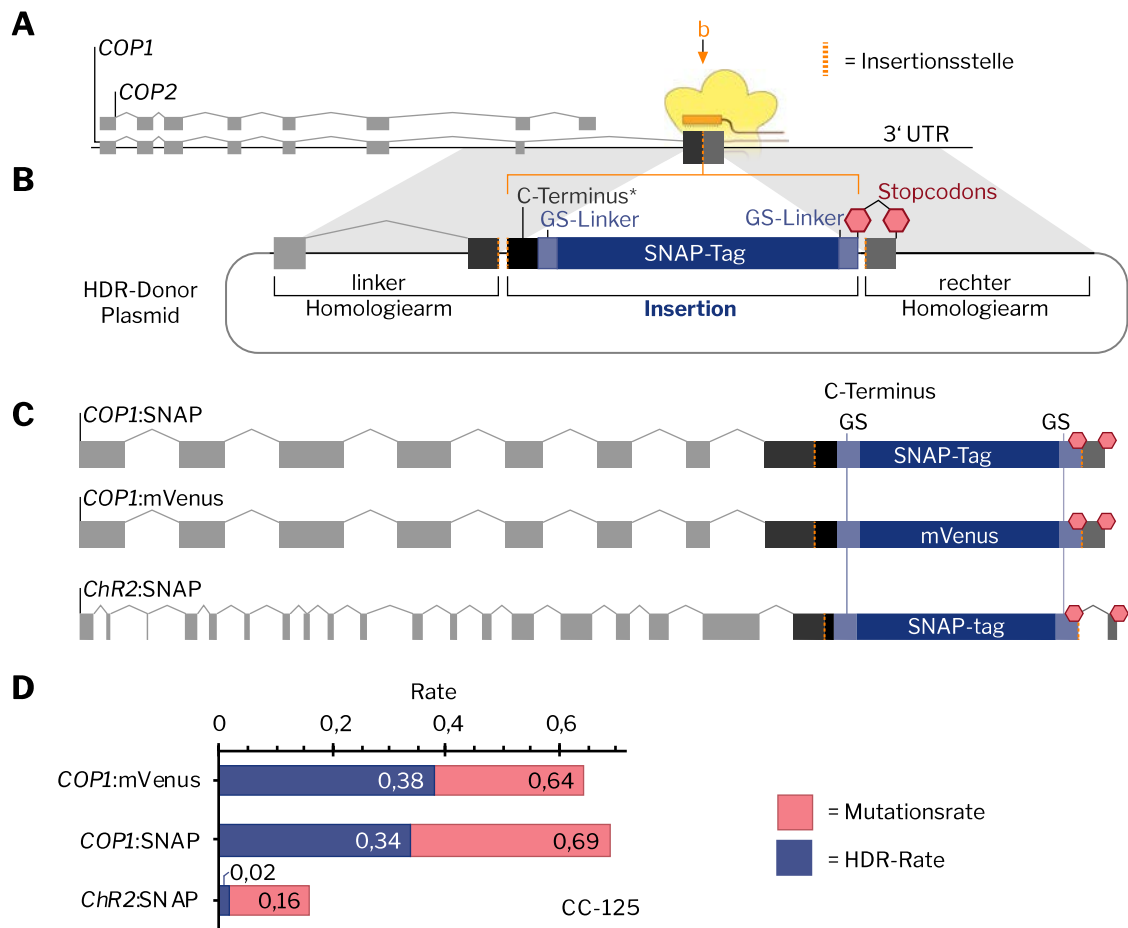 A
COP1
COP2
b
= Insertionsstelle
3' UTR
B
C-Terminus*
GS-Linker
GS-Linker
Stopcodons
SNAP-Tag
HDR-Donor
Plasmid
linker
Homologiearm
Insertion
rechter
Homologiearm
C
C-Terminus
COP1:SNAP
GS
GS
SNAP-Tag
COP1:mVenus
mVenus
ChR2:SNAP
SNAP-tag
D
Rate
0 0,2 0,4 0,6
COP1:mVenus 0,38 0,64
COP1:SNAP 0,34 0,69
0,02
ChR2:SNAP 0,16
CC-125
= Mutationsrate
= HDR-Rate